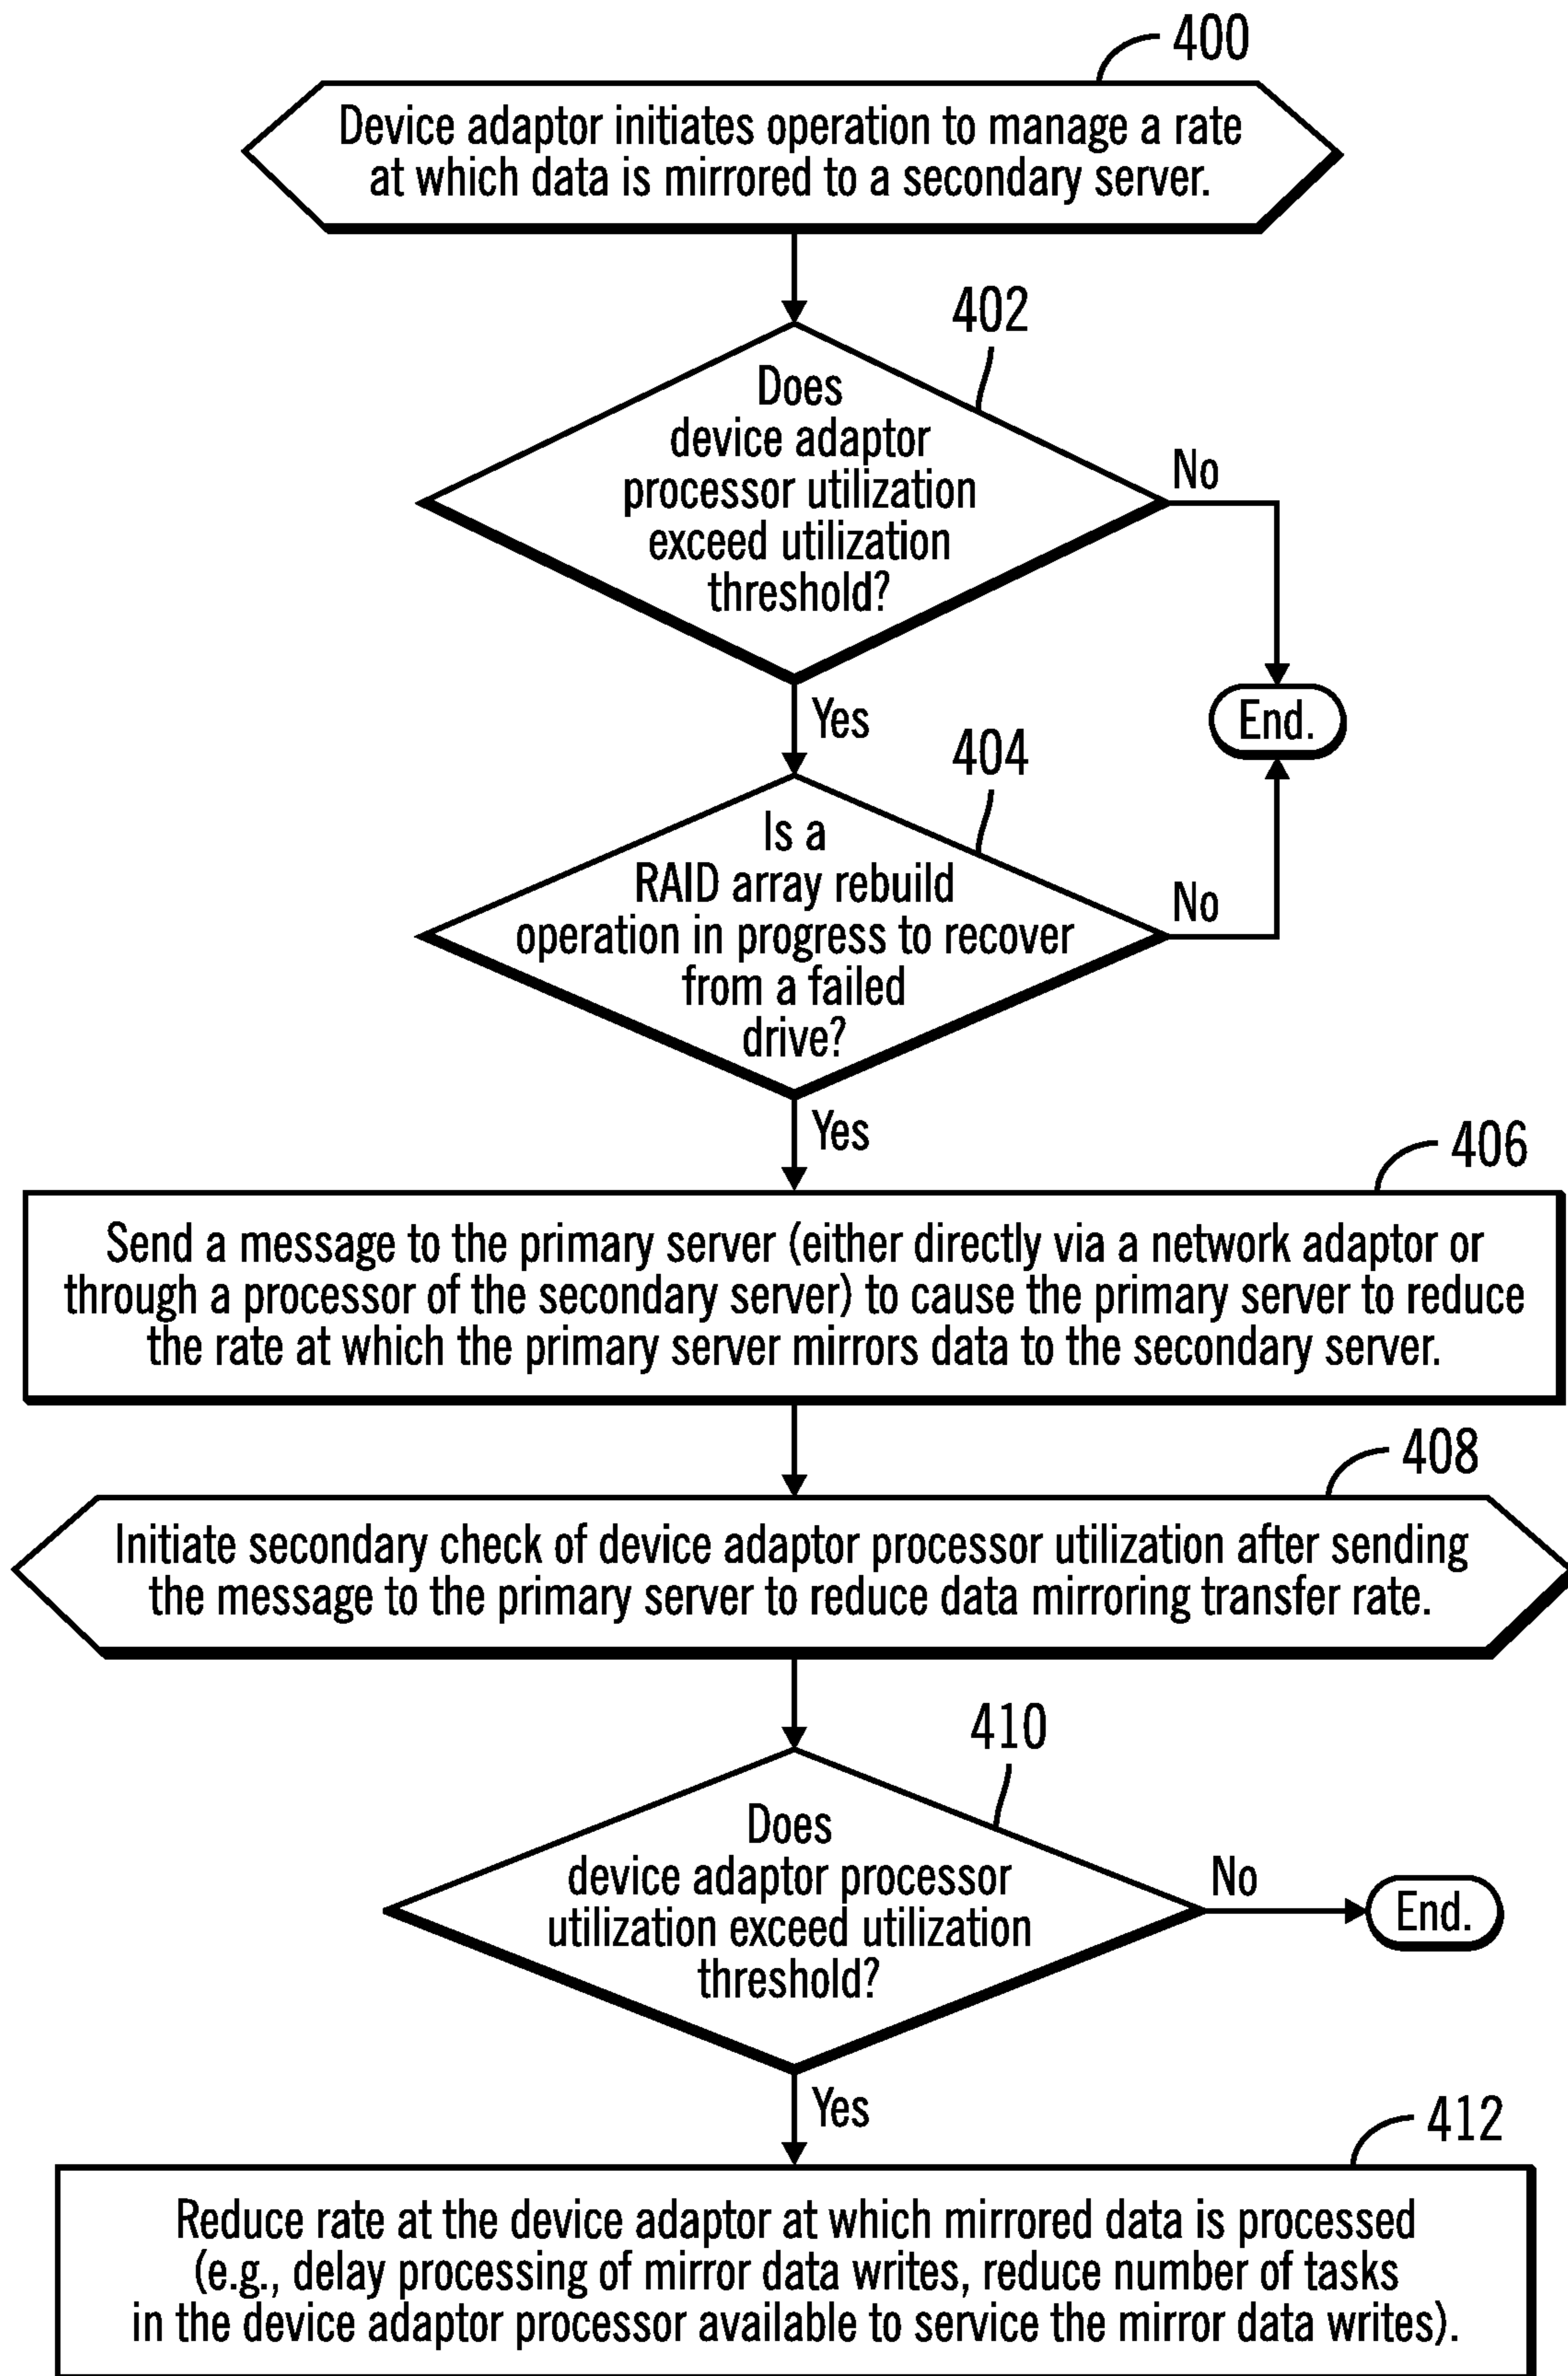 400
Device adaptor initiates operation to manage a rate
at which data is mirrored to a secondary server.
402
Does
device adaptor
processor utilization
exceed utilization
threshold?
No
End.
Yes
404
Is a
RAID array rebuild
operation in progress to recover
from a failed
drive?
No
Yes
406
Send a message to the primary server (either directly via a network adaptor or
through a processor of the secondary server) to cause the primary server to reduce
the rate at which the primary server mirrors data to the secondary server.
408
Initiate secondary check of device adaptor processor utilization after sending
the message to the primary server to reduce data mirroring transfer rate.
410
Does
device adaptor processor
utilization exceed utilization
threshold?
No
End.
Yes
412
Reduce rate at the device adaptor at which mirrored data is processed
(e.g., delay processing of mirror data writes, reduce number of tasks
in the device adaptor processor available to service the mirror data writes).